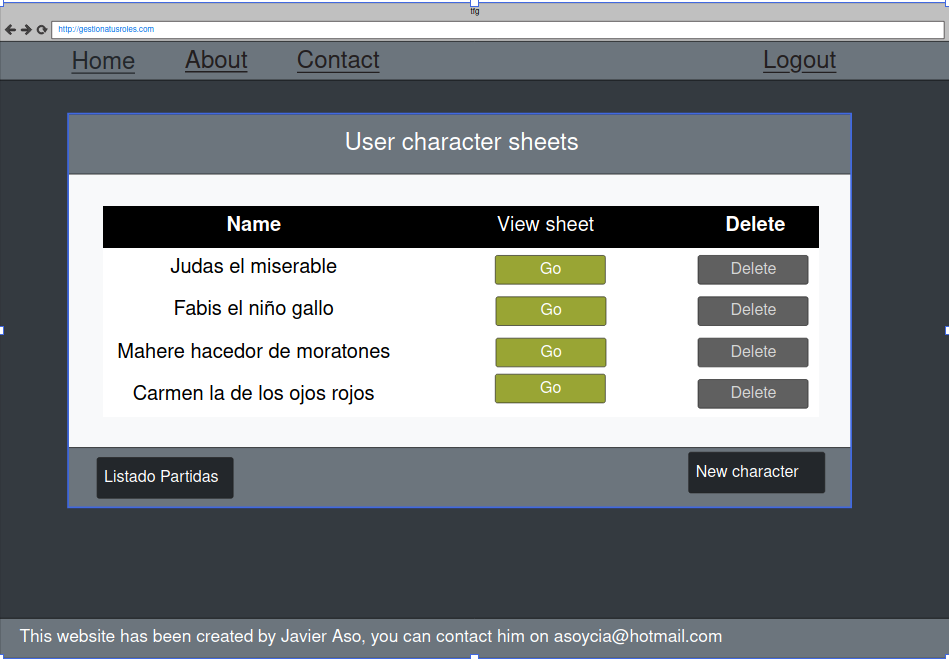 tfg
http://gestionatusroles.com
Home About Contact Logout
User character sheets
Name View sheet Delete
Judas el miserable Go Delete
Fabis el niño gallo Go Delete
Mahere hacedor de moratones Go Delete
Carmen la de los ojos rojos Go Delete
Listado Partidas New character
This website has been created by Javier Aso, you can contact him on asoycia@hotmail.com